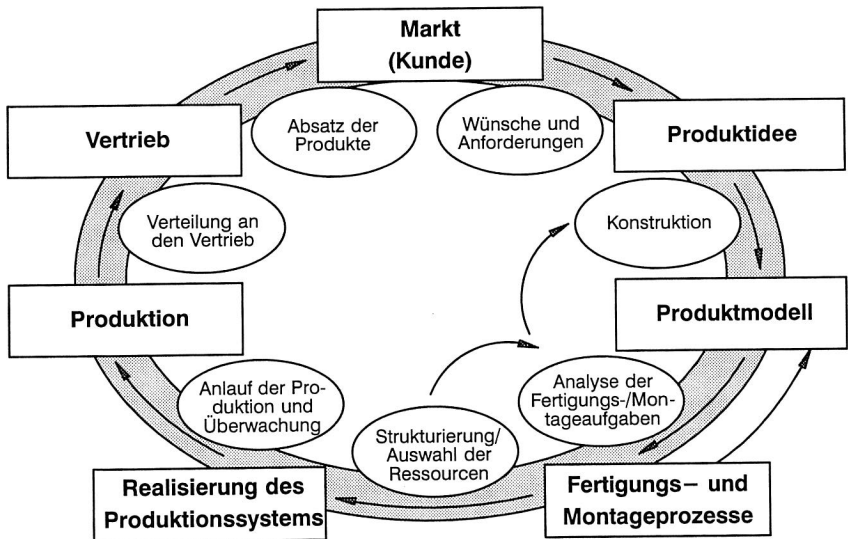 Markt
(Kunde)
Vertrieb
Absatz der
Produkte
Wünsche und
Anforderungen
Produktidee
Verteilung an
den Vertrieb
Konstruktion
Produktion
Produktmodell
Anlauf der Pro-
duktion und
Überwachung
Strukturierung/
Auswahl der
Ressourcen
Analyse der
Fertigungs-/Mon-
tageaufgaben
Realisierung des
Produktionssystems
Fertigungs– und
Montageprozesse